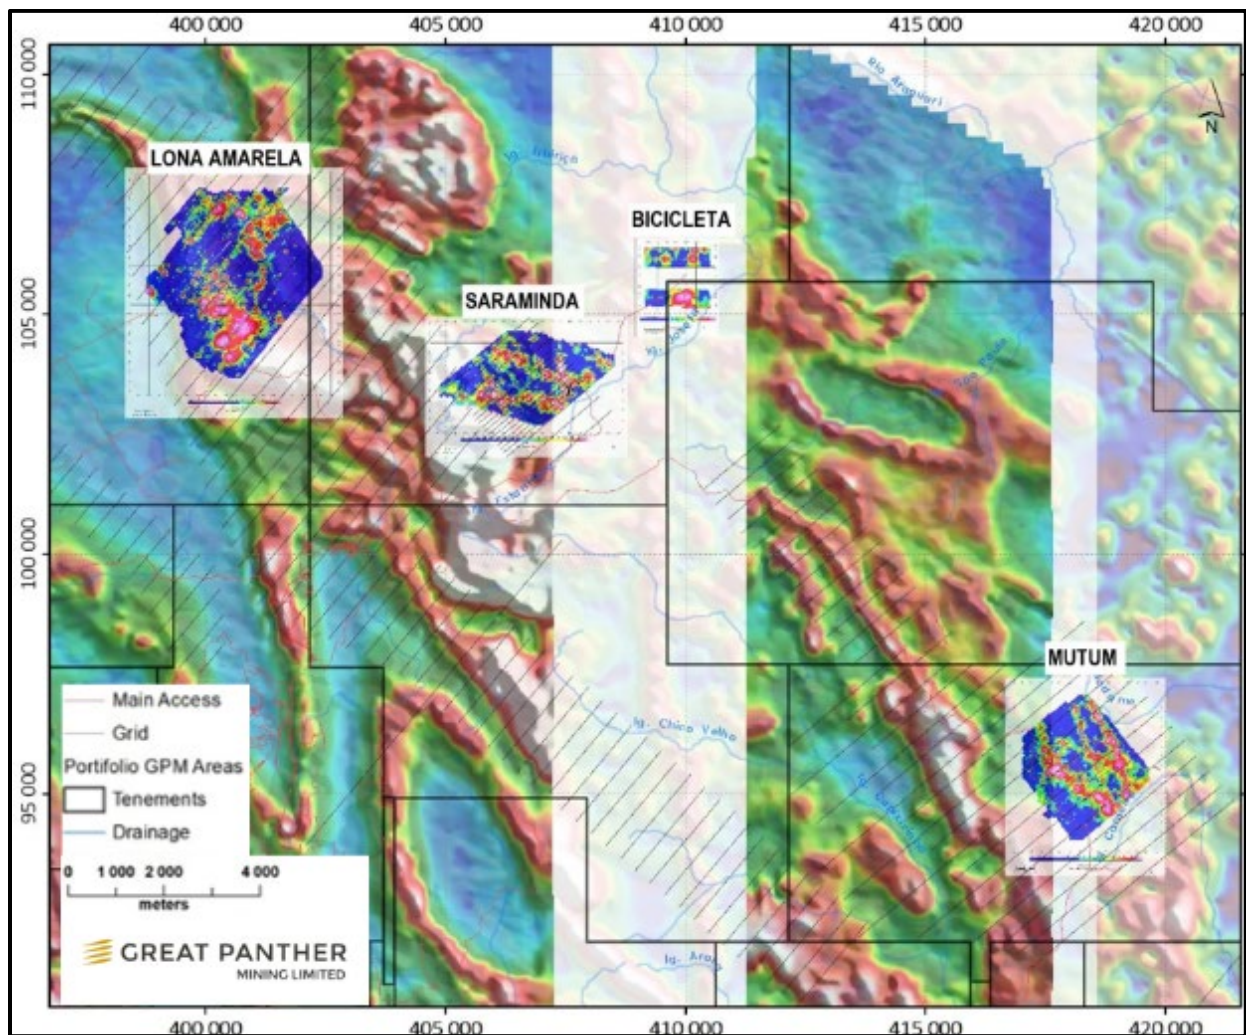 400 000 405 000 410 000 415 000 420 000
110 000
Rio Araguari
N
LONA AMARELA
BICICLETA
SARAMINDA
105 000
100 000
MUTUM
Main Access
Grid
Portifolio GPM Areas
Tenements
Drainage
Ig. Chico Velho
95 000
0 1 000 2 000 4 000
meters
GREAT PANTHER
MINING LIMITED
400 000 405 000 410 000 415 000 420 000